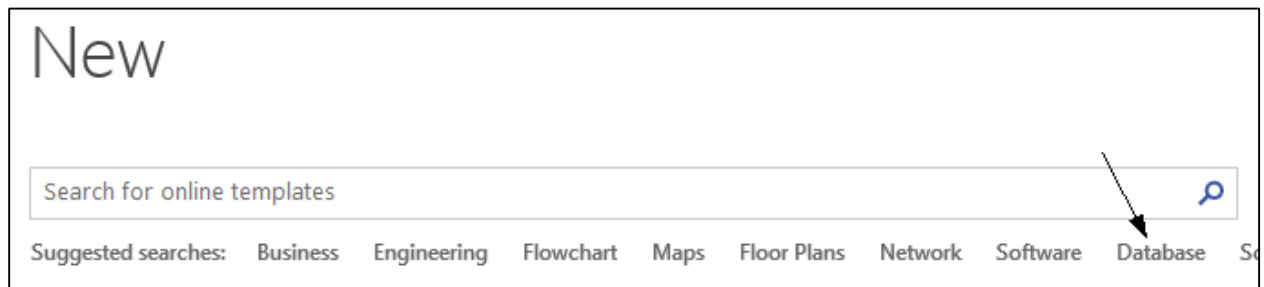 New
Search for online templates
Suggested searches: Business Engineering Flowchart Maps Floor Plans Network Software Database